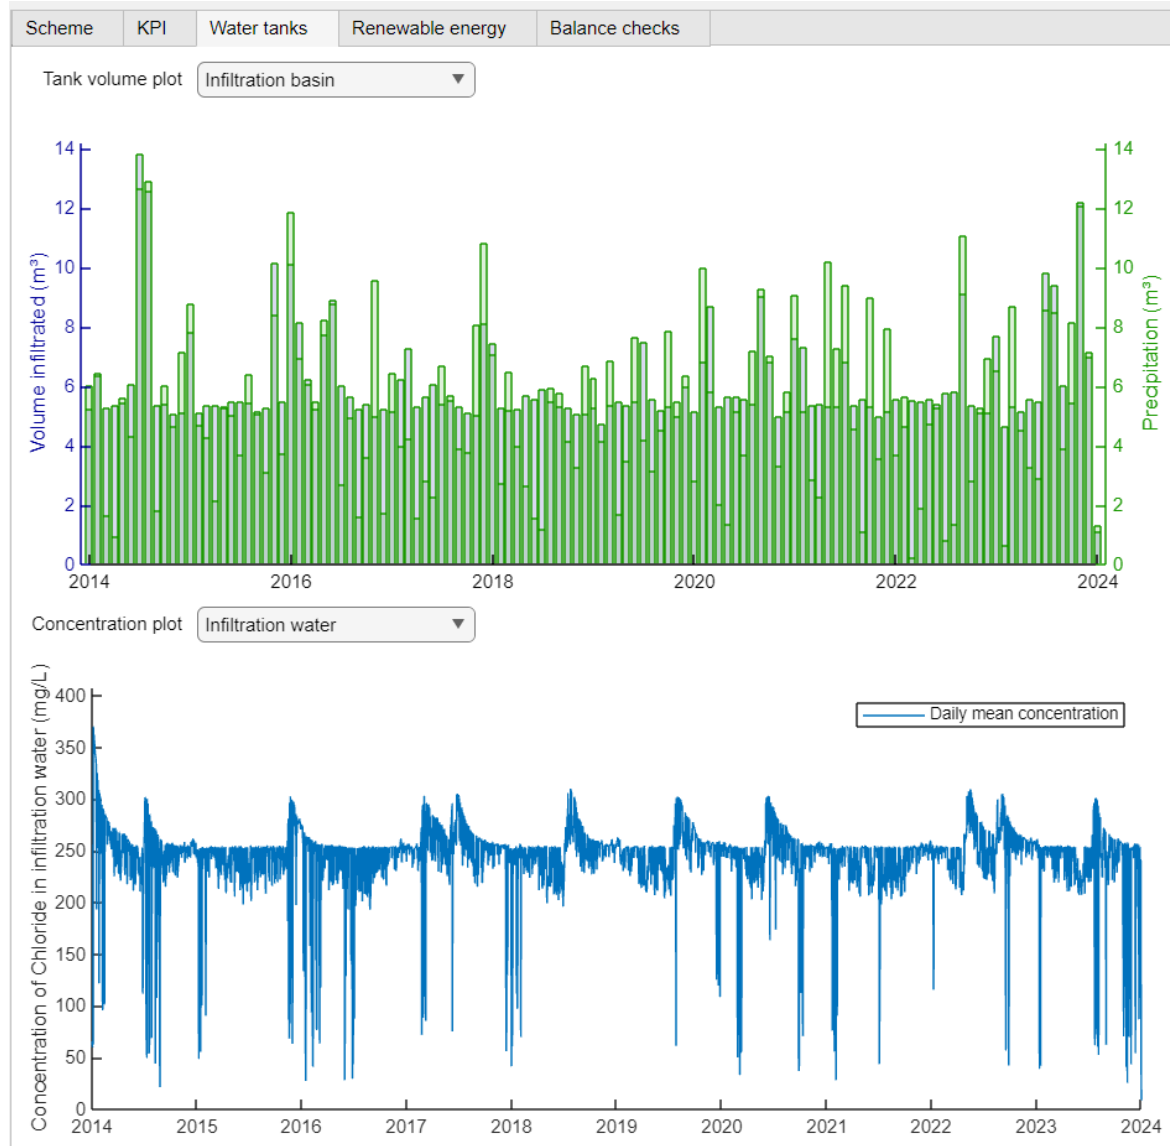 Scheme KPI Water tanks Renewable energy Balance checks
Tank volume plot Infiltration basin
Volume infiltrated (m³)
14
12
10
8
6
4
2
0
14
12
10
8
6
4
2
0
Precipitation (m³)
2014 2016 2018 2020 2022 2024
Concentration plot Infiltration water
Concentration of Chloride in infiltration water (mg/L)
400
350
300
250
200
150
100
50
0
Daily mean concentration
2014 2015 2016 2017 2018 2019 2020 2021 2022 2023 2024